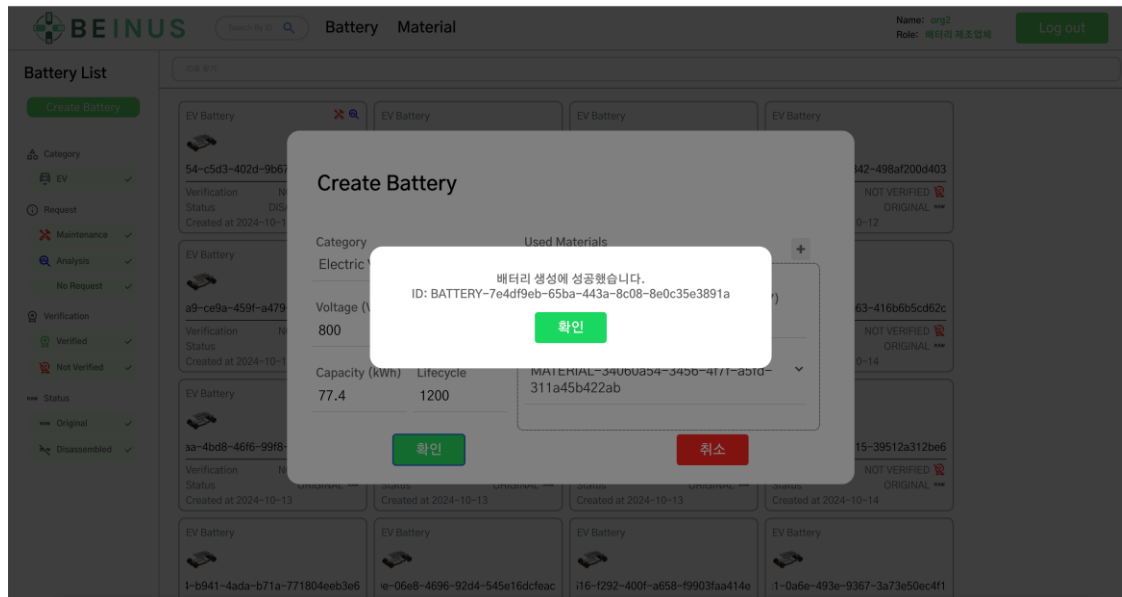 BEINUS
Search By ID
Battery Material
Name: org2
Role: 배터리 제조업체
Log out
Battery List
Create Battery
Category
EV
Request
Maintenance
Analysis
No Request
Verification
Verified
Not Verified
Status
Original
Disassembled
EV Battery
EV Battery
EV Battery
EV Battery
54-c5d3-402d-9b67
342-498af200d403
Verification
NOT VERIFIED
Status
ORIGINAL
Created at 2024-10-1
0-12
EV Battery
a9-ce9a-459f-a479
63-416b6b5cd62c
Verification
NOT VERIFIED
Status
ORIGINAL
Created at 2024-10-1
0-14
EV Battery
aa-4bd8-46f6-99f8-
15-39512a312be6
Verification
NOT VERIFIED
Status
ORIGINAL
Created at 2024-10-13
Created at 2024-10-13
Created at 2024-10-13
Created at 2024-10-14
EV Battery
EV Battery
EV Battery
EV Battery
-b941-4ada-b71a-771804eeb3e6
e-06e8-4696-92d4-545e16dcfeac
16-f292-400f-a658-f9903faa414e
1-0a6e-493e-9367-3a73e50ec4f1
Create Battery
Category
Used Materials
+
Electric
Voltage (
800
Capacity (kWh)
Lifecycle
77.4
1200
MATERIAL-34060a54-3456-4f7f-a5fd-
311a45b422ab
확인
취소
배터리 생성에 성공했습니다.
ID: BATTERY-7e4df9eb-65ba-443a-8c08-8e0c35e3891a
확인